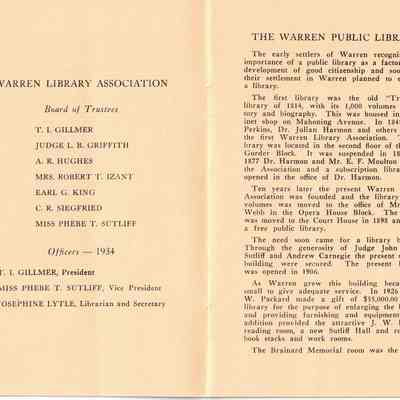 WARREN LIBRARY ASSOCIATION
Board of Trustees
T. I. GILLMER
JUDGE L. B. GRIFFITH
A. R. HUGHES
MRS. ROBERT T. IZANT
EARL G. KING
C. R. SIEGFRIED
MISS PHEBE T. SUTLIFF
Officers — 1934
T. I. GILLMER, President
MISS PHEBE T. SUTLIFF, Vice President
JOSEPHINE LYTLE, Librarian and Secretary
THE WARREN PUBLIC LIBR
The early settlers of Warren recogni
importance of a public library as a factor
development of good citizenship and soo
their settlement in Warren planned to e
a library.
The first library was the old "Tr
library of 1814, with its 1,000 volumes
tory and biography. This was housed in
inet shop on Mahoning Avenue. In 184
Perkins, Dr. Julian Harmon and others
the first Warren Library Association. T
brary was located in the second floor of th
Gurder Block. It was suspended in 18
1877 Dr. Harmon and Mr. E. F. Moulton
the Association and a subscription libra
opened in the office of Dr. Harmon.
Ten years later the present Warren
Association was founded and the library
volumes was moved to the office of Mr.
Webb in the Opera House Block. The
was moved to the Court House in 1898 an
a free public library.
The need soon came for a library b
Through the generosity of Judge John
Sutliff and Andrew Carnegie the present
building were secured. The present
was opened in 1906.
As Warren grew this building beca
small to give adequate service. In 1926
W. Packard made a gift of $55,000.00
library for the purpose of enlarging the b
and providing furnishing and equipment
addition provided the attractive J. W. I
reading room, a new Sutliff Hall and re
book stacks and work rooms.
The Brainard Memorial room was the